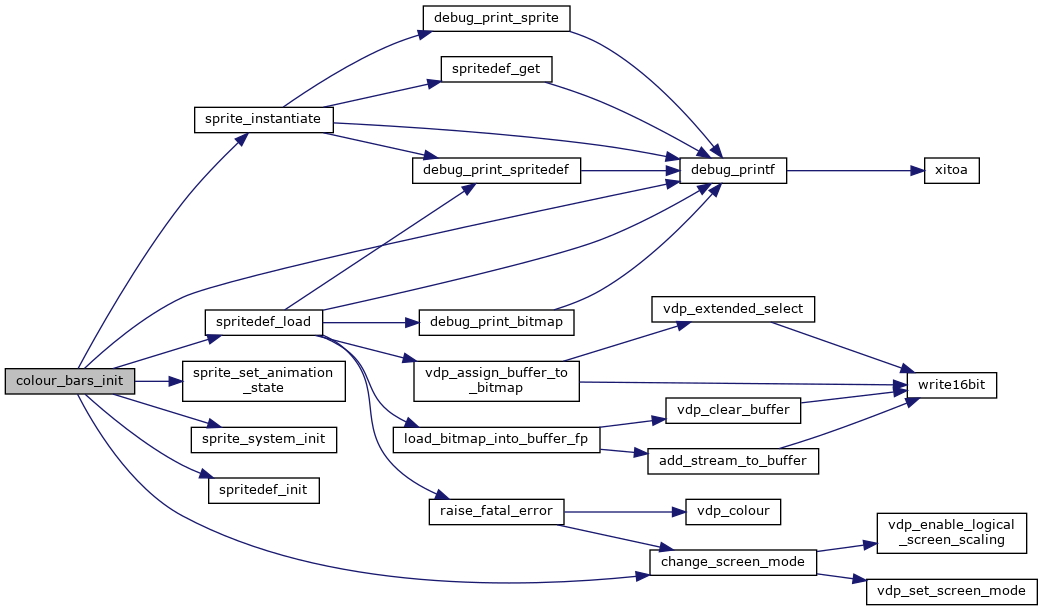 debug_print_sprite
spritedef_get
sprite_instantiate
debug_print_spritedef
debug_printf
xitoa
vdp_extended_select
spritedef_load
debug_print_bitmap
colour_bars_init
sprite_set_animation
_state
vdp_assign_buffer_to
_bitmap
write16bit
vdp_clear_buffer
sprite_system_init
load_bitmap_into_buffer_fp
add_stream_to_buffer
spritedef_init
raise_fatal_error
vdp_colour
vdp_enable_logical
_screen_scaling
change_screen_mode
vdp_set_screen_mode